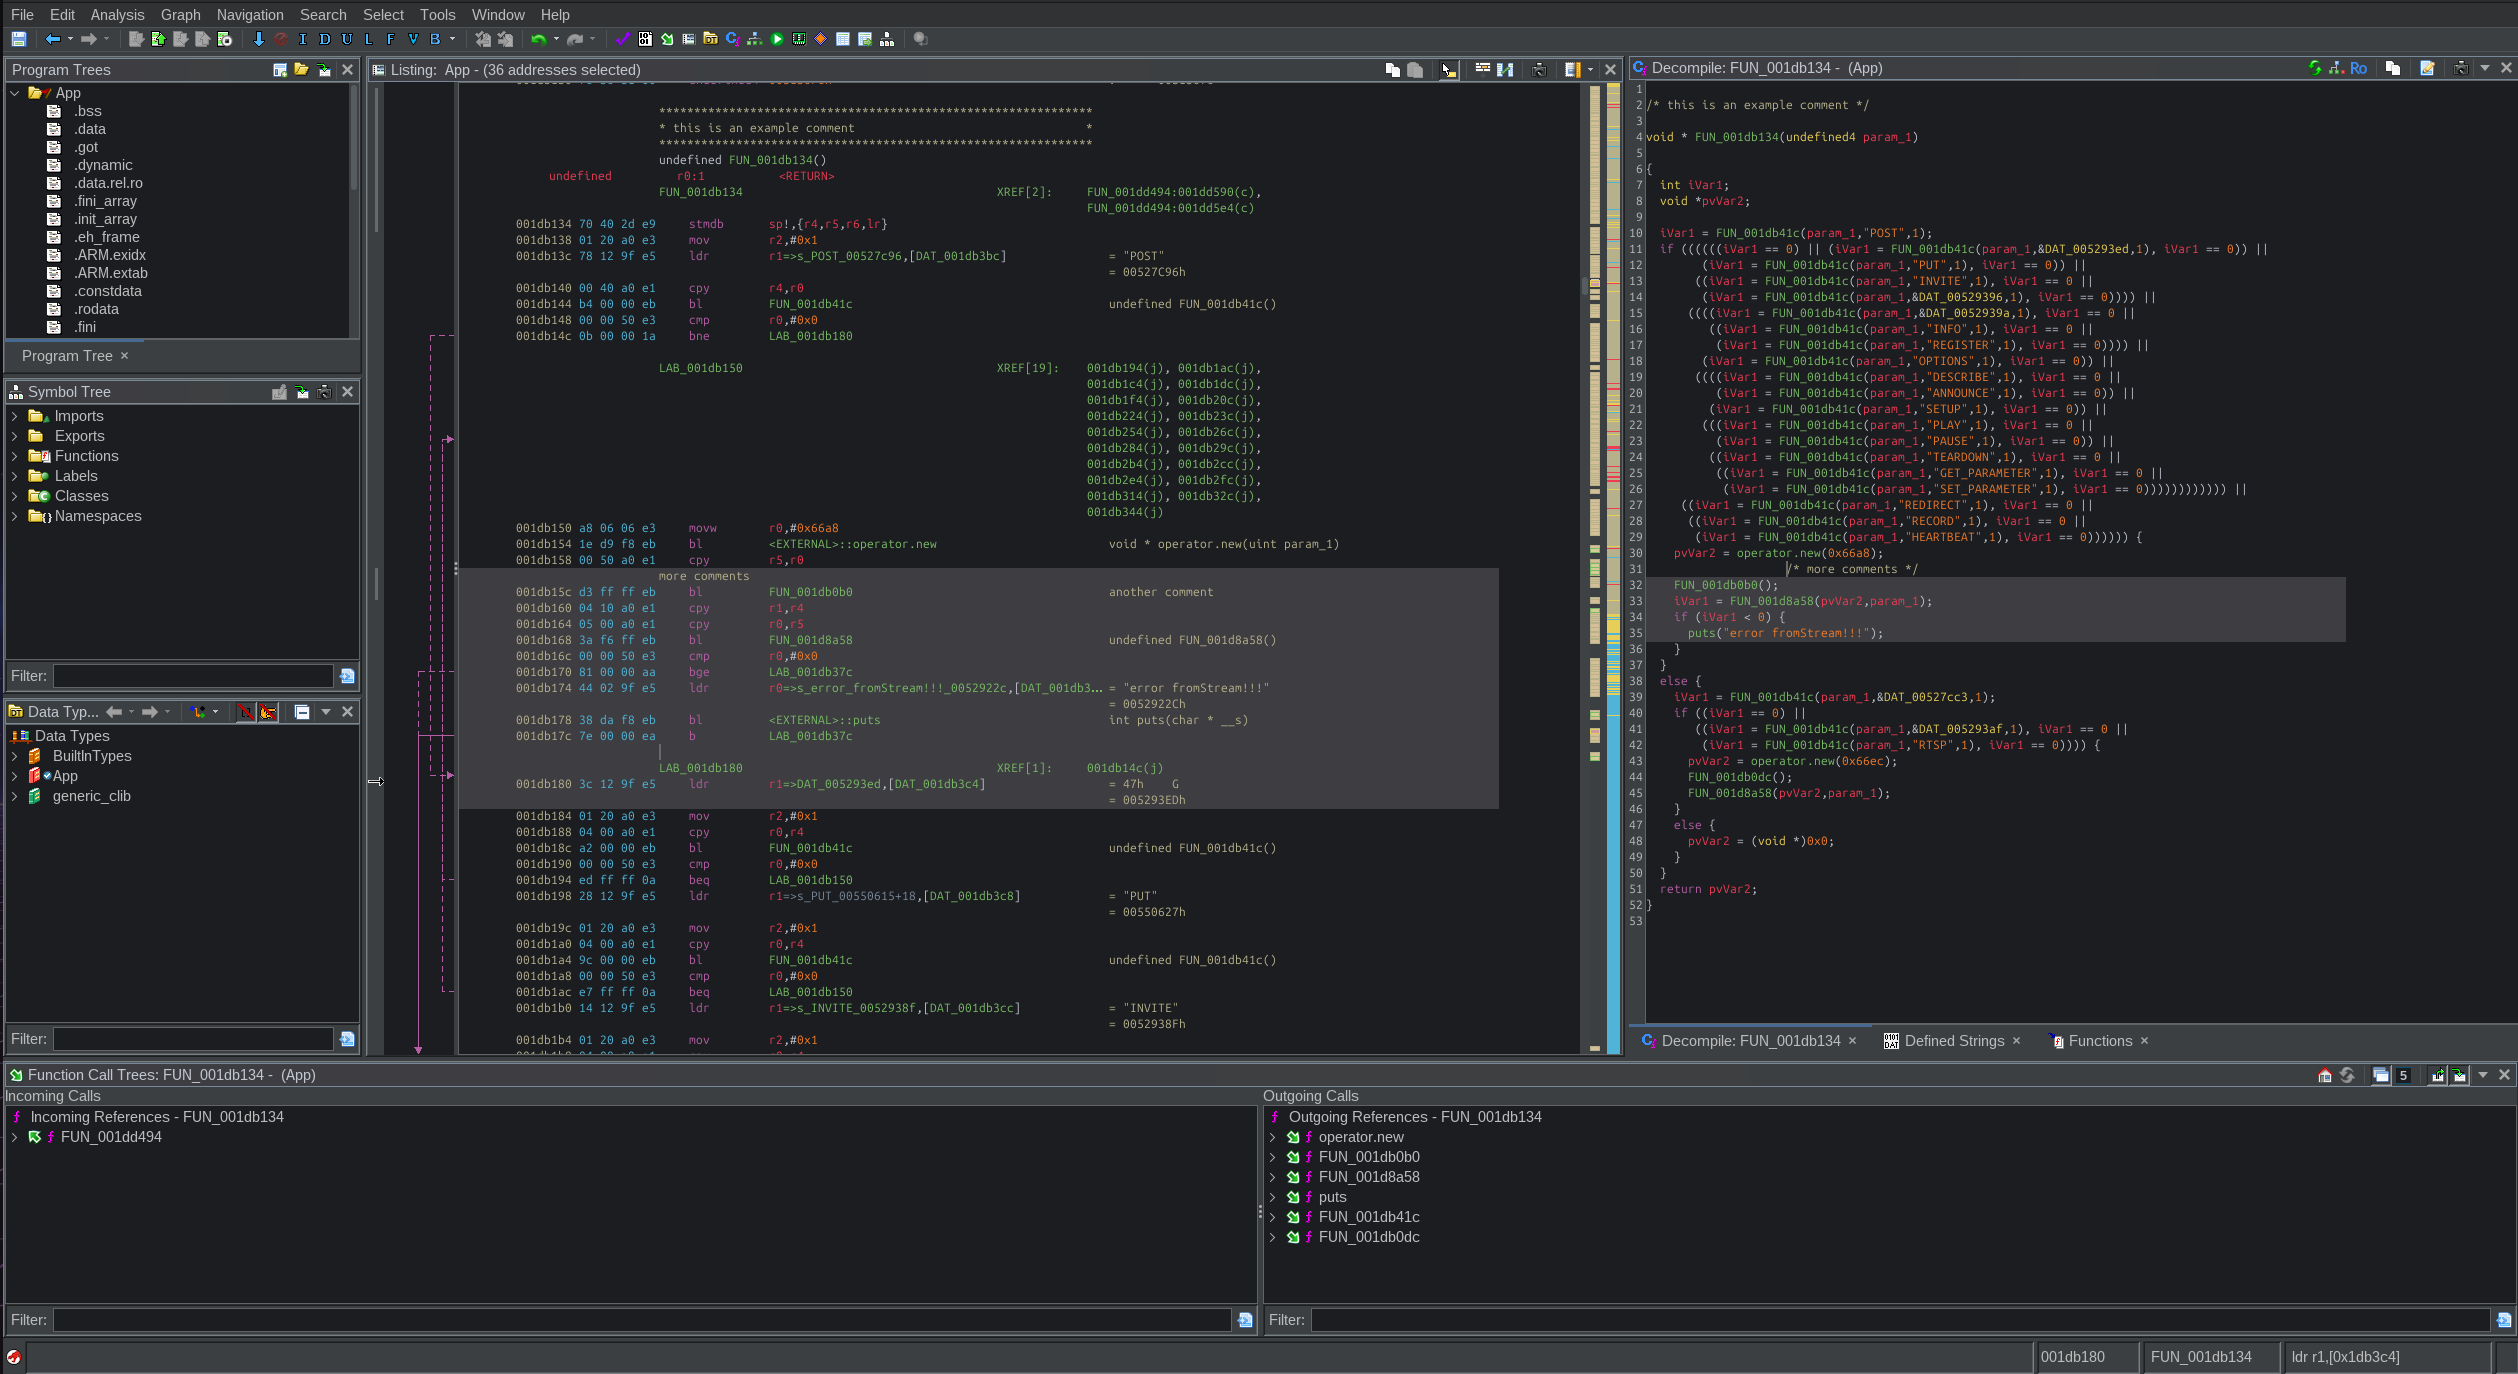 File Edit Analysis Graph Navigation Search Select Tools Window Help
I D U L F V B
Program Trees
App
.bss
.data
.got
.dynamic
.data.rel.ro
.fini_array
.init_array
.eh_frame
.ARM.exidx
.ARM.extab
.constdata
.rodata
.fini
Program Tree ×
Symbol Tree
Imports
Exports
Functions
Labels
Classes
Namespaces
Filter:
Data Typ...
Data Types
BuiltInTypes
App
generic_clib
Filter:
Listing: App - (36 addresses selected)
**************************************************************
* this is an example comment *
**************************************************************
undefined FUN_001db134()
undefined r0:1 <RETURN>
FUN_001db134 XREF[2]: FUN_001dd494:001dd590(c),
FUN_001dd494:001dd5e4(c)
001db134 70 40 2d e9 stmdb sp!,{r4,r5,r6,lr}
001db138 01 20 a0 e3 mov r2,#0x1
001db13c 78 12 9f e5 ldr r1=>s_POST_00527c96,[DAT_001db3bc] = "POST"
= 00527C96h
001db140 00 40 a0 e1 cpy r4,r0
001db144 b4 00 00 eb bl FUN_001db41c undefined FUN_001db41c()
001db148 00 00 50 e3 cmp r0,#0x0
001db14c 0b 00 00 1a bne LAB_001db180
LAB_001db150 XREF[19]: 001db194(j), 001db1ac(j),
001db1c4(j), 001db1dc(j),
001db1f4(j), 001db20c(j),
001db224(j), 001db23c(j),
001db254(j), 001db26c(j),
001db284(j), 001db29c(j),
001db2b4(j), 001db2cc(j),
001db2e4(j), 001db2fc(j),
001db314(j), 001db32c(j),
001db344(j)
001db150 a8 06 06 e3 movw r0,#0x66a8
001db154 1e d9 f8 eb bl <EXTERNAL>::operator.new void * operator.new(uint param_1)
001db158 00 50 a0 e1 cpy r5,r0
more comments
001db15c d3 ff ff eb bl FUN_001db0b0 another comment
001db160 04 10 a0 e1 cpy r1,r4
001db164 05 00 a0 e1 cpy r0,r5
001db168 3a f6 ff eb bl FUN_001d8a58 undefined FUN_001d8a58()
001db16c 00 00 50 e3 cmp r0,#0x0
001db170 81 00 00 aa bge LAB_001db37c
001db174 44 02 9f e5 ldr r0=>s_error_fromStream!!!_0052922c,[DAT_001db3... = "error fromStream!!!"
= 0052922Ch
001db178 38 da f8 eb bl <EXTERNAL>::puts int puts(char * __s)
001db17c 7e 00 00 ea b LAB_001db37c
LAB_001db180 XREF[1]: 001db14c(j)
001db180 3c 12 9f e5 ldr r1=>DAT_005293ed,[DAT_001db3c4] = 47h G
= 005293EDh
001db184 01 20 a0 e3 mov r2,#0x1
001db188 04 00 a0 e1 cpy r0,r4
001db18c a2 00 00 eb bl FUN_001db41c undefined FUN_001db41c()
001db190 00 00 50 e3 cmp r0,#0x0
001db194 ed ff ff 0a beq LAB_001db150
001db198 28 12 9f e5 ldr r1=>s_PUT_00550615+18,[DAT_001db3c8] = "PUT"
= 00550627h
001db19c 01 20 a0 e3 mov r2,#0x1
001db1a0 04 00 a0 e1 cpy r0,r4
001db1a4 9c 00 00 eb bl FUN_001db41c undefined FUN_001db41c()
001db1a8 00 00 50 e3 cmp r0,#0x0
001db1ac e7 ff ff 0a beq LAB_001db150
001db1b0 14 12 9f e5 ldr r1=>s_INVITE_0052938f,[DAT_001db3cc] = "INVITE"
= 0052938Fh
001db1b4 01 20 a0 e3 mov r2,#0x1
Decompile: FUN_001db134 - (App)
Ro
1
2 /* this is an example comment */
3
4 void * FUN_001db134(undefined4 param_1)
5
6 {
7 int iVar1;
8 void *pvVar2;
9
10 iVar1 = FUN_001db41c(param_1,"POST",1);
11 if ((((((iVar1 == 0) || (iVar1 = FUN_001db41c(param_1,&DAT_005293ed,1), iVar1 == 0)) ||
12 (iVar1 = FUN_001db41c(param_1,"PUT",1), iVar1 == 0)) ||
13 ((iVar1 = FUN_001db41c(param_1,"INVITE",1), iVar1 == 0 ||
14 (iVar1 = FUN_001db41c(param_1,&DAT_00529396,1), iVar1 == 0)))) ||
15 ((((iVar1 = FUN_001db41c(param_1,&DAT_0052939a,1), iVar1 == 0 ||
16 ((iVar1 = FUN_001db41c(param_1,"INFO",1), iVar1 == 0 ||
17 (iVar1 = FUN_001db41c(param_1,"REGISTER",1), iVar1 == 0)))) ||
18 (iVar1 = FUN_001db41c(param_1,"OPTIONS",1), iVar1 == 0)) ||
19 ((((iVar1 = FUN_001db41c(param_1,"DESCRIBE",1), iVar1 == 0 ||
20 (iVar1 = FUN_001db41c(param_1,"ANNOUNCE",1), iVar1 == 0)) ||
21 (iVar1 = FUN_001db41c(param_1,"SETUP",1), iVar1 == 0)) ||
22 (((iVar1 = FUN_001db41c(param_1,"PLAY",1), iVar1 == 0 ||
23 (iVar1 = FUN_001db41c(param_1,"PAUSE",1), iVar1 == 0)) ||
24 ((iVar1 = FUN_001db41c(param_1,"TEARDOWN",1), iVar1 == 0 ||
25 ((iVar1 = FUN_001db41c(param_1,"GET_PARAMETER",1), iVar1 == 0 ||
26 (iVar1 = FUN_001db41c(param_1,"SET_PARAMETER",1), iVar1 == 0)))))))))))) ||
27 ((iVar1 = FUN_001db41c(param_1,"REDIRECT",1), iVar1 == 0 ||
28 ((iVar1 = FUN_001db41c(param_1,"RECORD",1), iVar1 == 0 ||
29 (iVar1 = FUN_001db41c(param_1,"HEARTBEAT",1), iVar1 == 0)))))) {
30 pvVar2 = operator.new(0x66a8);
31 /* more comments */
32 FUN_001db0b0();
33 iVar1 = FUN_001d8a58(pvVar2,param_1);
34 if (iVar1 < 0) {
35 puts("error fromStream!!!");
36 }
37 }
38 else {
39 iVar1 = FUN_001db41c(param_1,&DAT_00527cc3,1);
40 if ((iVar1 == 0) ||
41 ((iVar1 = FUN_001db41c(param_1,&DAT_005293af,1), iVar1 == 0 ||
42 (iVar1 = FUN_001db41c(param_1,"RTSP",1), iVar1 == 0)))) {
43 pvVar2 = operator.new(0x66ec);
44 FUN_001db0dc();
45 FUN_001d8a58(pvVar2,param_1);
46 }
47 else {
48 pvVar2 = (void *)0x0;
49 }
50 }
51 return pvVar2;
52 }
53
Decompile: FUN_001db134 × Defined Strings × Functions ×
Function Call Trees: FUN_001db134 - (App)
5
Incoming Calls
Incoming References - FUN_001db134
FUN_001dd494
Filter:
Outgoing Calls
Outgoing References - FUN_001db134
operator.new
FUN_001db0b0
FUN_001d8a58
puts
FUN_001db41c
FUN_001db0dc
Filter:
001db180 FUN_001db134 ldr r1,[0x1db3c4]